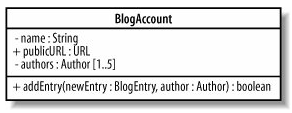 BlogAccount
- name : String
+ publicURL : URL
- authors : Author [1..5]
+ addEntry(newEntry : BlogEntry, author : Author) : boolean